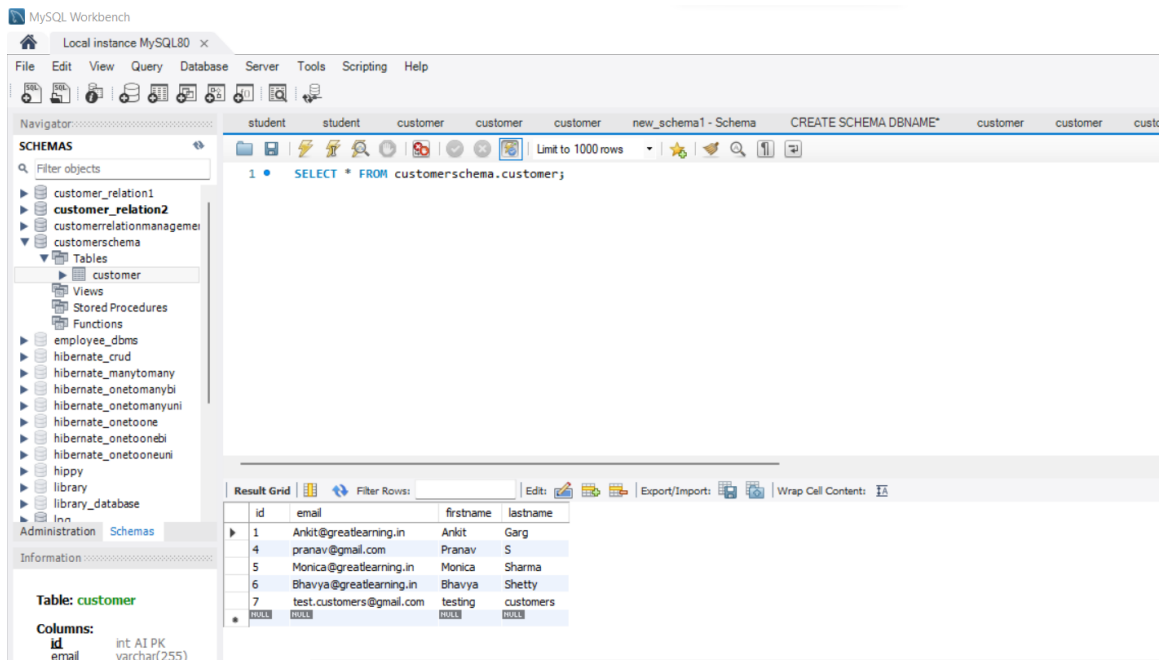 MySQL Workbench
Local instance MySQL80 ×
File Edit View Query Database Server Tools Scripting Help
Navigator
SCHEMAS
Filter objects
customer_relation1
customer_relation2
customerrelationmanagemer
customerschema
Tables
customer
Views
Stored Procedures
Functions
employee_dbms
hibernate_crud
hibernate_manytomany
hibernate_onetomanybi
hibernate_onetomanyuni
hibernate_onetoone
hibernate_onetoonebi
hibernate_onetooneuni
hippy
library
library_database
Administration Schemas
Information
Table: customer
Columns:
id int AI PK
email varchar(255)
student student customer customer customer new_schema1 - Schema CREATE SCHEMA DBNAME* customer customer custo
Limit to 1000 rows
1 SELECT * FROM customerschema.customer;
Result Grid Filter Rows: Edit: Export/Import: Wrap Cell Content:
id email firstname lastname
1 Ankit@greatlearning.in Ankit Garg
4 pranav@gmail.com Pranav S
5 Monica@greatlearning.in Monica Sharma
6 Bhavya@greatlearning.in Bhavya Shetty
7 test.customers@gmail.com testing customers
NULL NULL NULL NULL